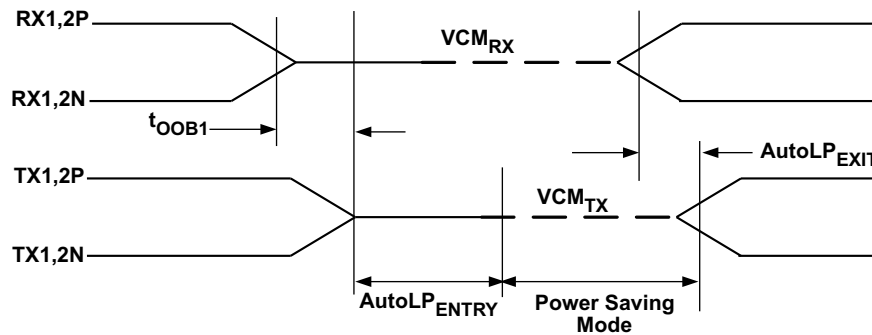 RX1,2P
VCMRX
RX1,2N
tOOB1
AutoLPEXIT
TX1,2P
VCMTX
TX1,2N
AutoLPENTRY
Power Saving
Mode